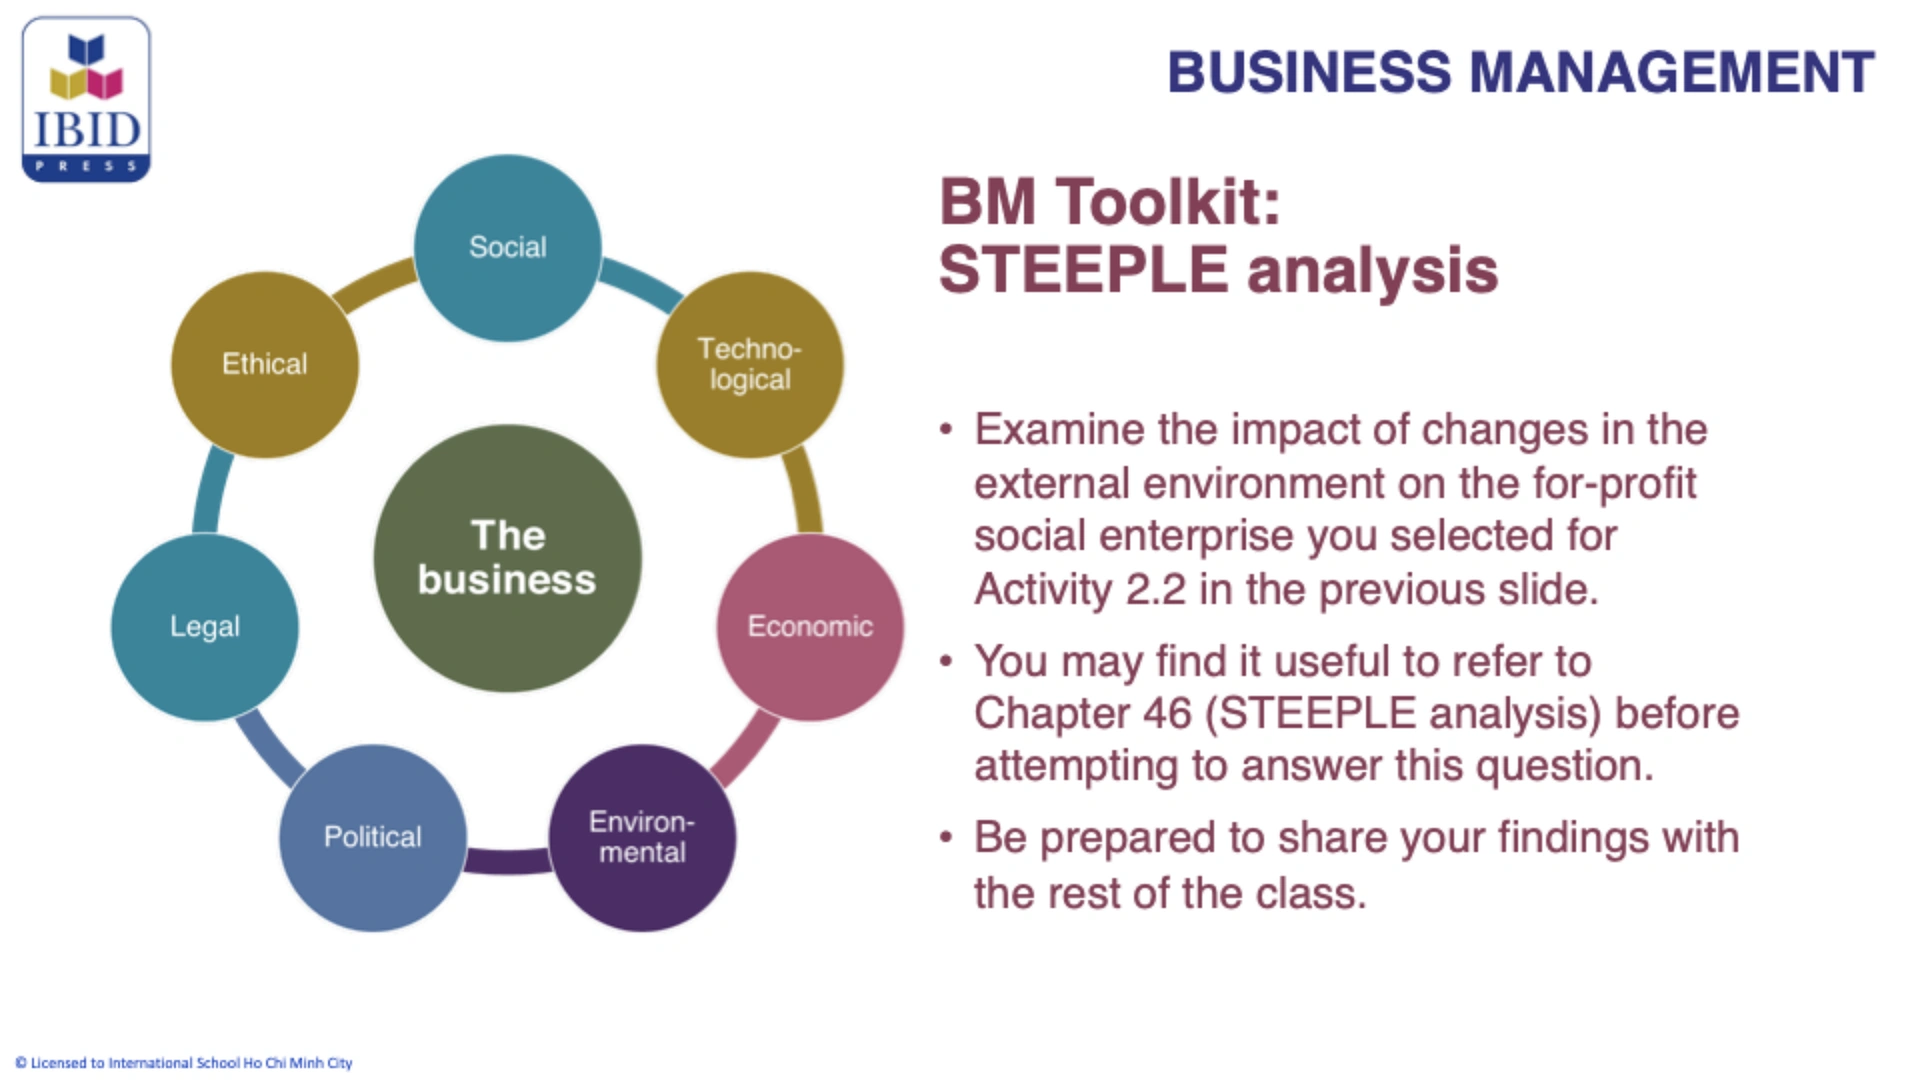 IBID
PRESS
BUSINESS MANAGEMENT
BM Toolkit:
STEEPLE analysis
Social
Techno-
logical
Economic
Environ-
mental
Political
Legal
Ethical
The
business
• Examine the impact of changes in the
external environment on the for-profit
social enterprise you selected for
Activity 2.2 in the previous slide.
• You may find it useful to refer to
Chapter 46 (STEEPLE analysis) before
attempting to answer this question.
• Be prepared to share your findings with
the rest of the class.
© Licensed to International School Ho Chi Minh City